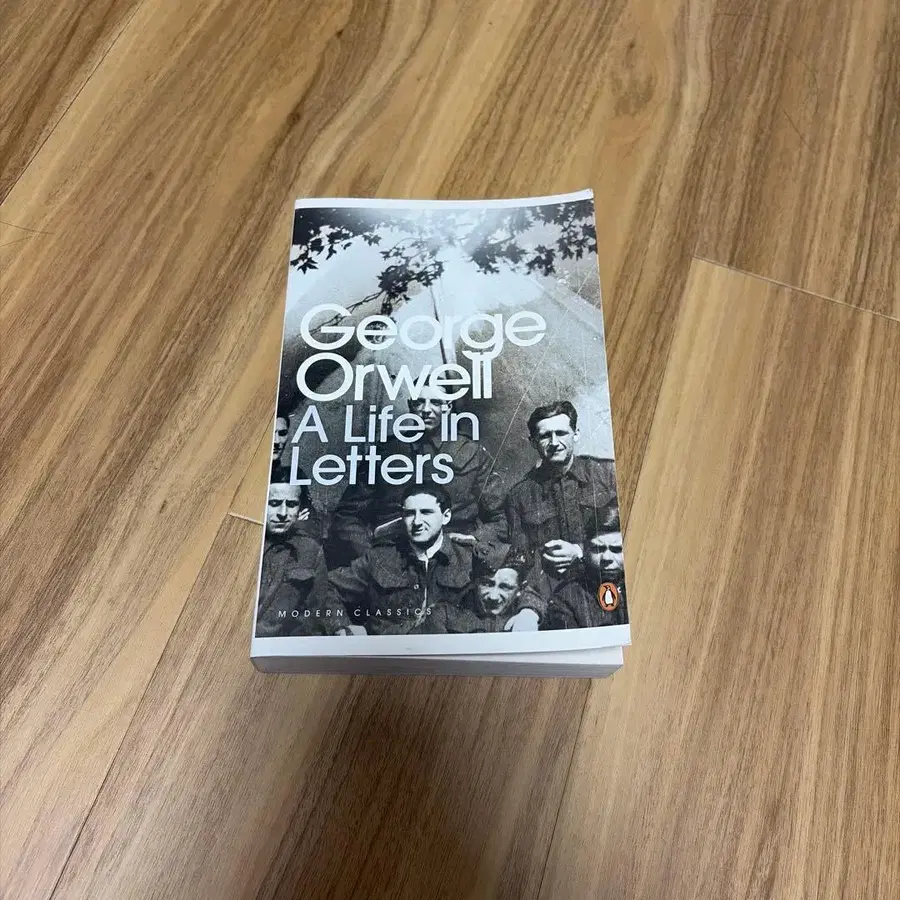 George
Orwell
A Life in
Letters
MODERN CLASSICS